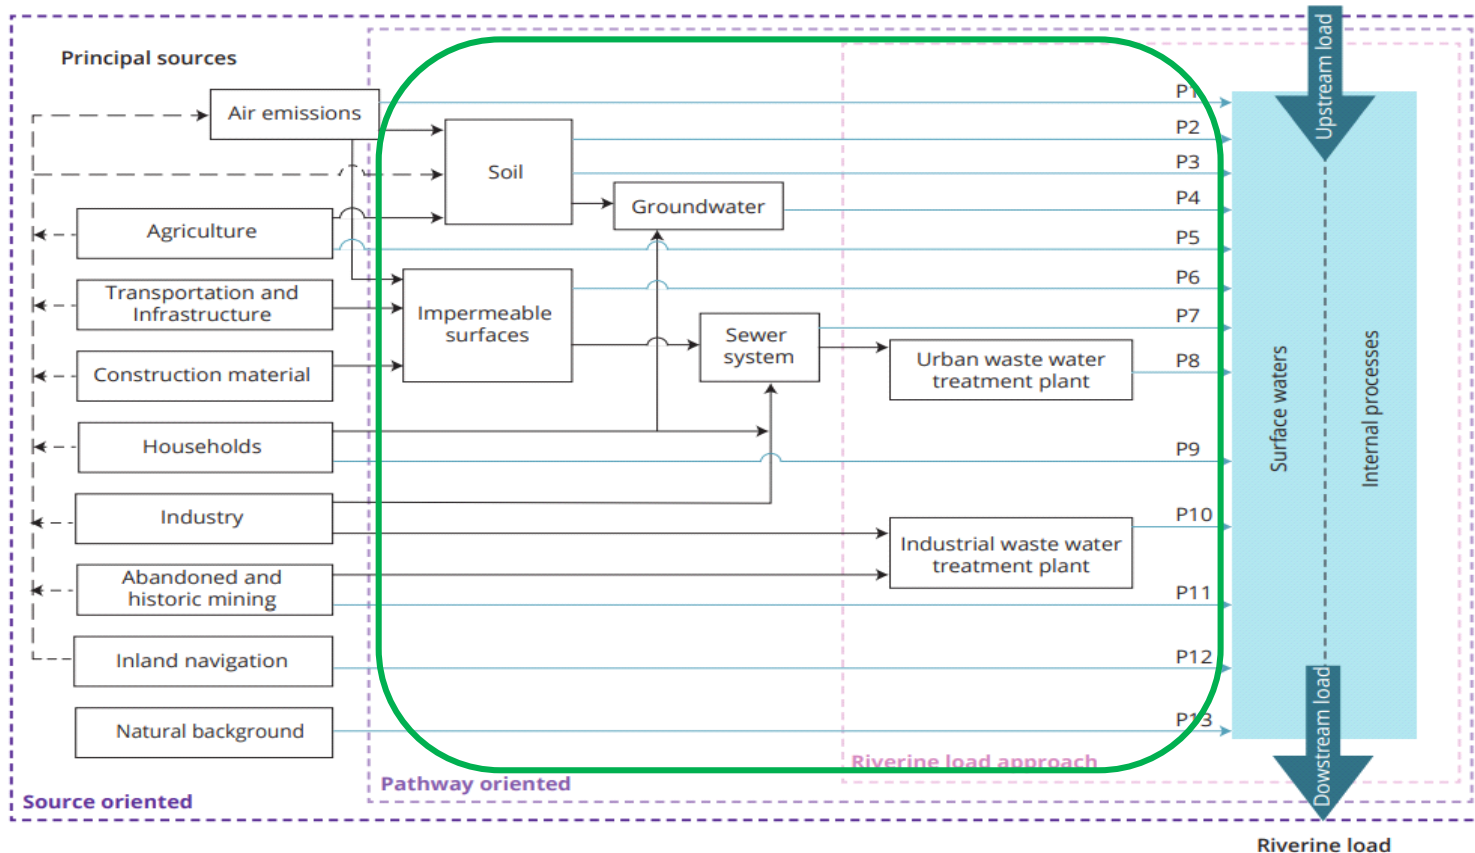 Principal sources
Air emissions
Agriculture
Transportation and
Infrastructure
Construction material
Households
Industry
Abandoned and
historic mining
Inland navigation
Natural background
Soil
Groundwater
Impermeable
surfaces
Sewer
system
Urban waste water
treatment plant
Industrial waste water
treatment plant
P1
P2
P3
P4
P5
P6
P7
P8
P9
P10
P11
P12
P13
Upstream load
Surface waters
Internal processes
Dowstream load
Riverine load approach
Pathway oriented
Source oriented
Riverine load